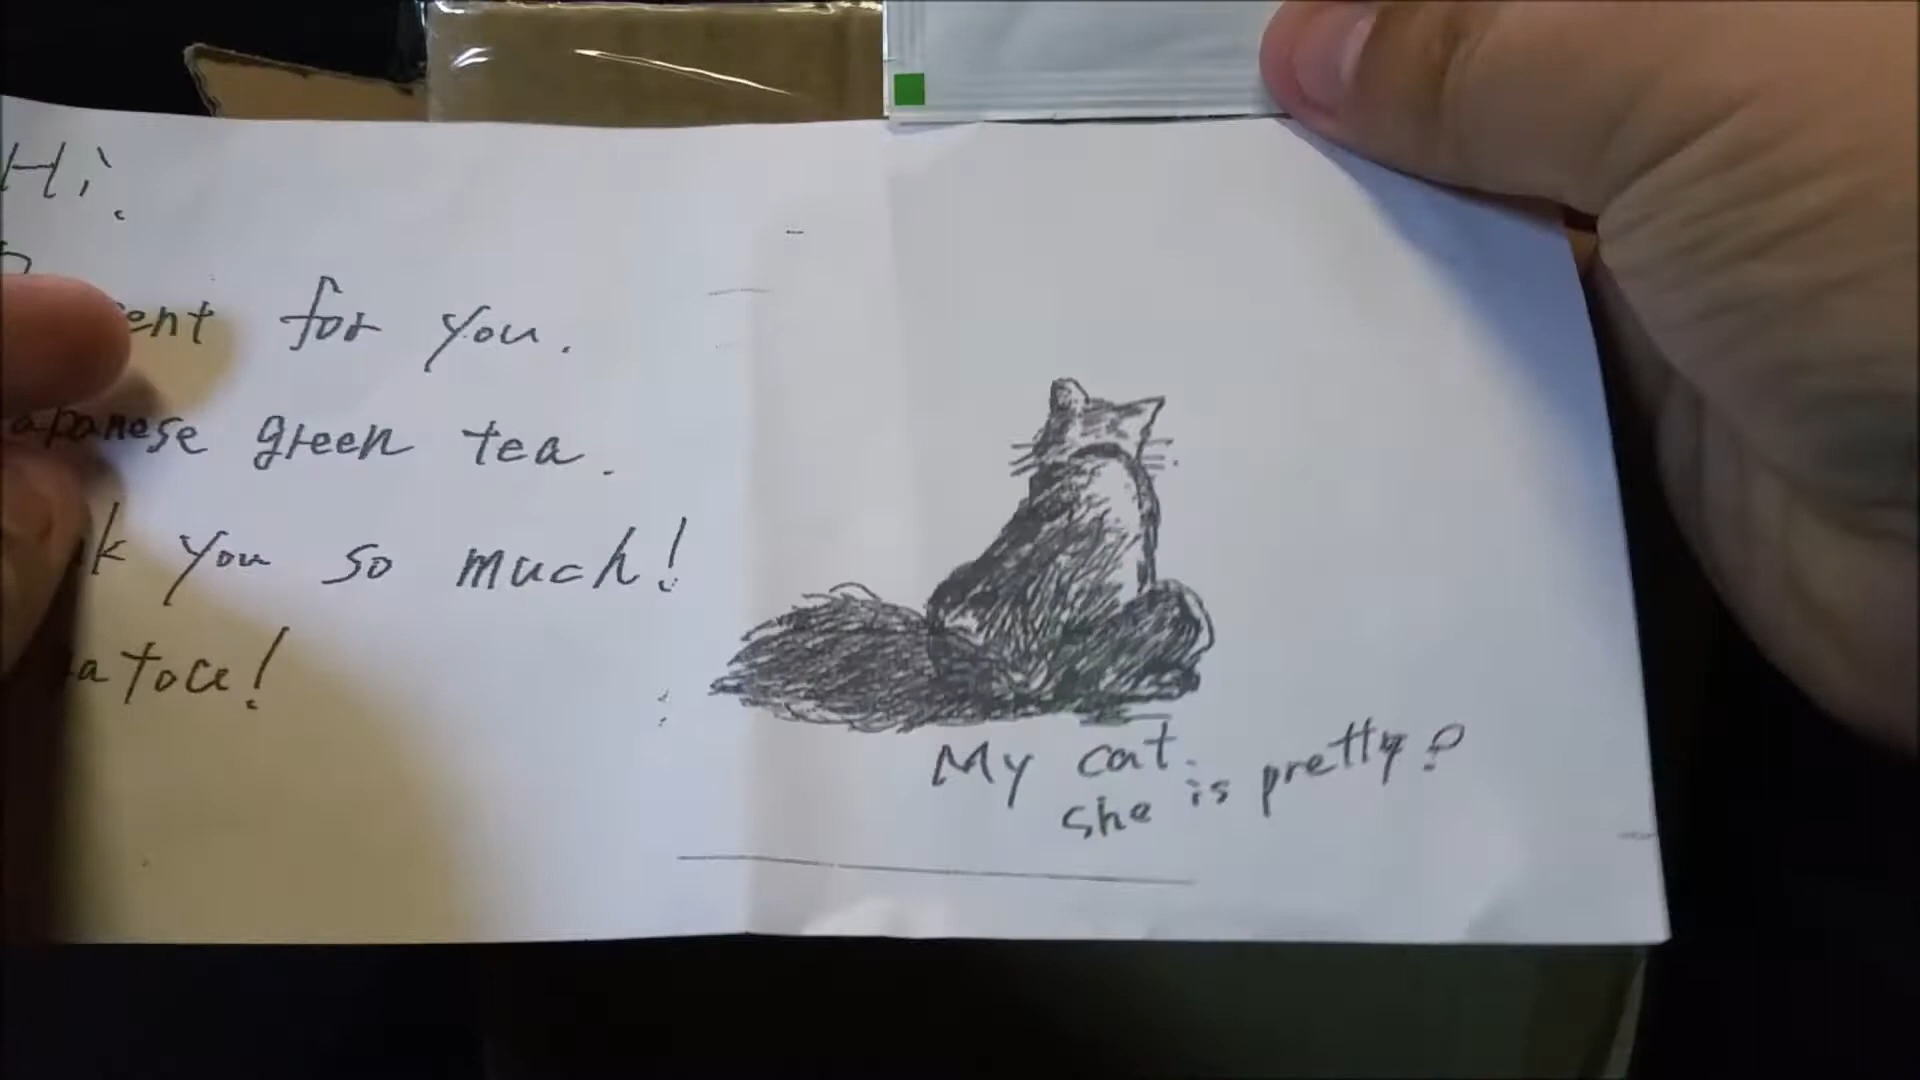 Hi.
ent for you.
apanese green tea.
k you so much!
atoce!
My cat.
she is pretty?